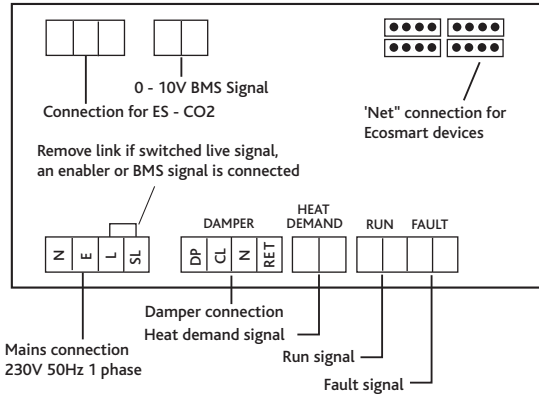 0 - 10V BMS Signal
Connection for ES - CO2
'Net" connection for
Ecosmart devices
Remove link if switched live signal,
an enabler or BMS signal is connected
DAMPER
HEAT
DEMAND
RUN
FAULT
N
E
L
SL
DP
CL
N
RET
Damper connection
Heat demand signal
Mains connection
230V 50Hz 1 phase
Run signal
Fault signal